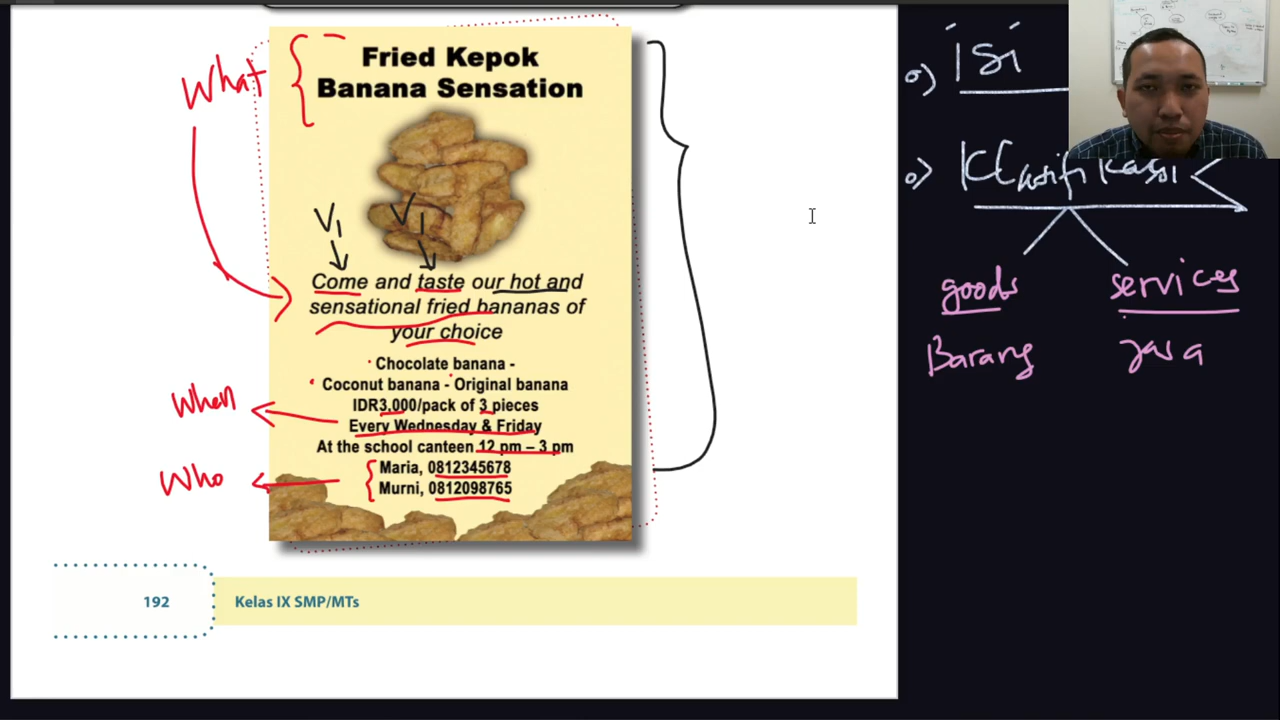 What
Fried Kepok
Banana Sensation
V1
V1
Come and taste our hot and
sensational fried bananas of
your choice
Chocolate banana -
Coconut banana - Original banana
IDR3,000/pack of 3 pieces
When
Every Wednesday & Friday
At the school canteen 12 pm – 3 pm
Who
Maria, 0812345678
Murni, 0812098765
192
Kelas IX SMP/MTs
isi
Klasifikasi
goods
services
Barang
Jasa